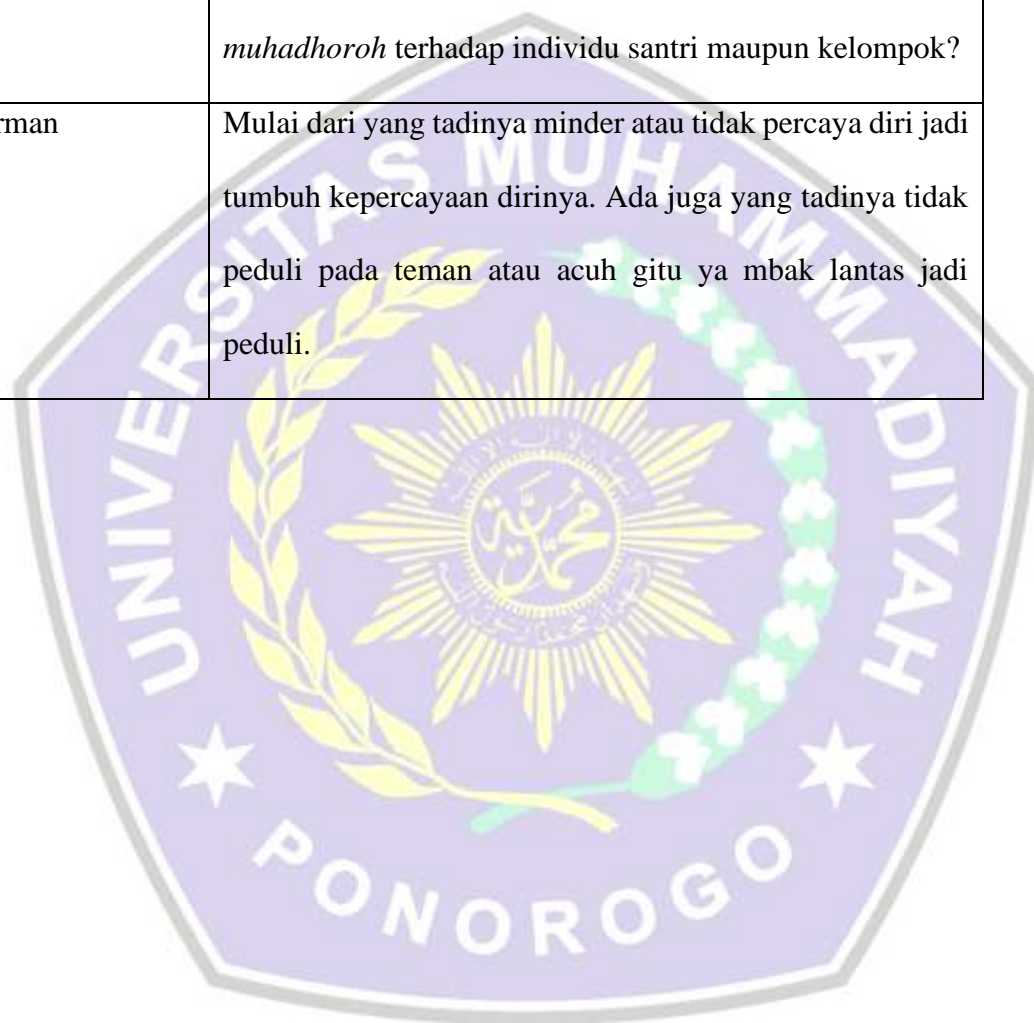 muhadhoroh terhadap individu santri maupun kelompok?
rman
Mulai dari yang tadinya minder atau tidak percaya diri jadi
tumbuh kepercayaan dirinya. Ada juga yang tadinya tidak
peduli pada teman atau acuh gitu ya mbak lantas jadi
peduli.
UNIVERSITAS MUHAMMADIYAH
PONOROGO